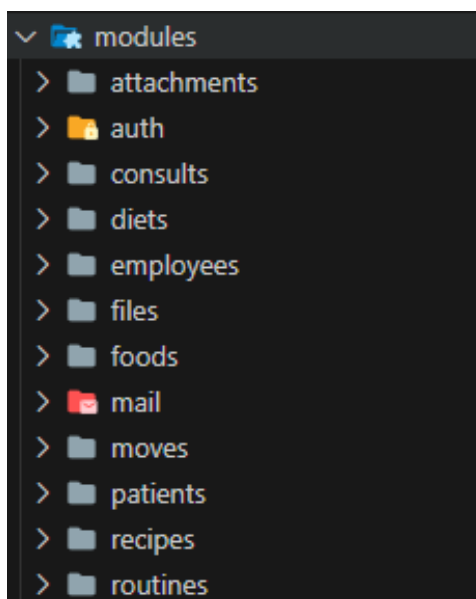 modules
attachments
auth
consults
diets
employees
files
foods
mail
moves
patients
recipes
routines